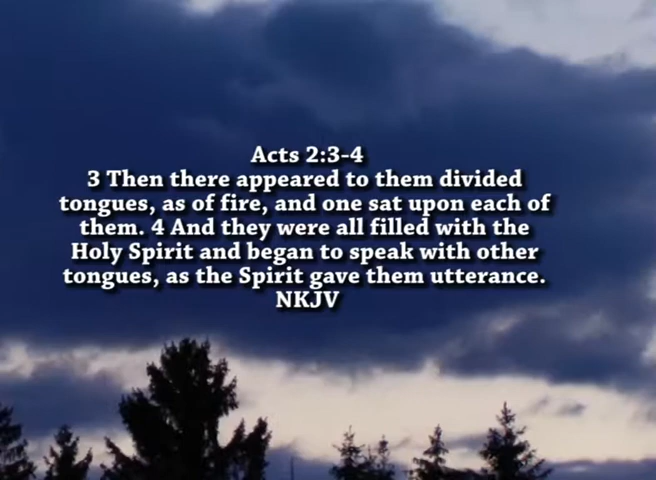 Acts 2:3-4
3 Then there appeared to them divided
tongues, as of fire, and one sat upon each of
them. 4 And they were all filled with the
Holy Spirit and began to speak with other
tongues, as the Spirit gave them utterance.
NKJV